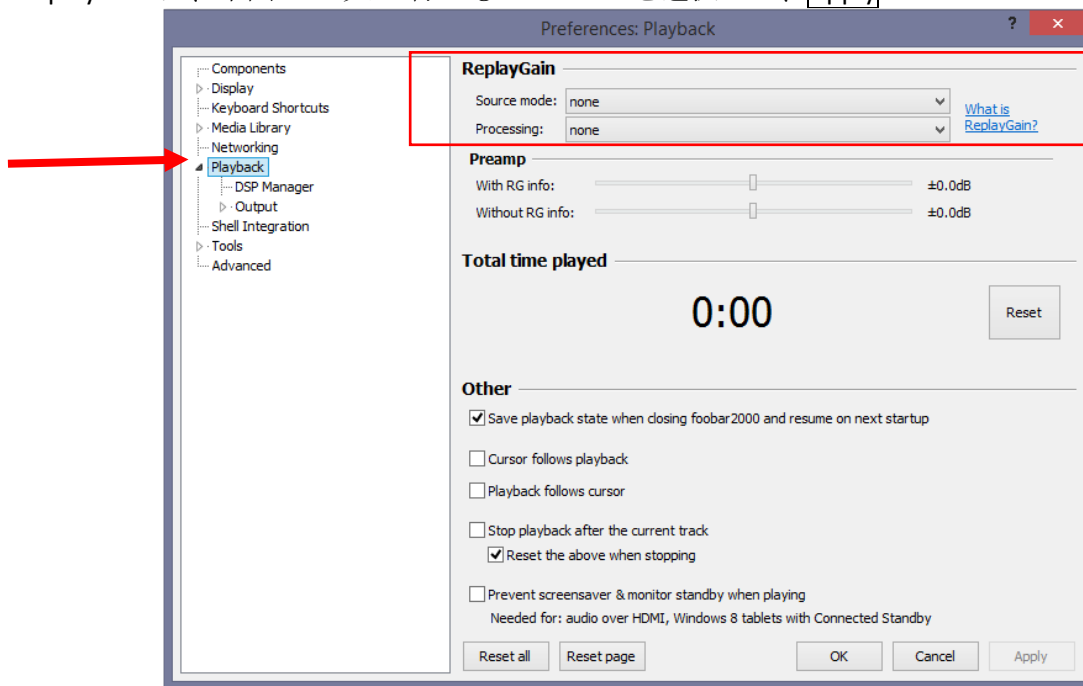 Apply
Preferences: Playback
?
×
Components
Display
Keyboard Shortcuts
Media Library
Networking
Playback
DSP Manager
Output
Shell Integration
Tools
Advanced
ReplayGain
Source mode: none
Processing: none
What is
ReplayGain?
Preamp
With RG info: ±0.0dB
Without RG info: ±0.0dB
Total time played
0:00
Reset
Other
Save playback state when closing foobar2000 and resume on next startup
Cursor follows playback
Playback follows cursor
Stop playback after the current track
Reset the above when stopping
Prevent screensaver & monitor standby when playing
Needed for: audio over HDMI, Windows 8 tablets with Connected Standby
Reset all Reset page OK Cancel Apply